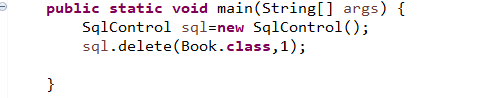 public static void main(String[] args) {
SqlControl sql=new SqlControl();
sql.delete(Book.class,1);
}